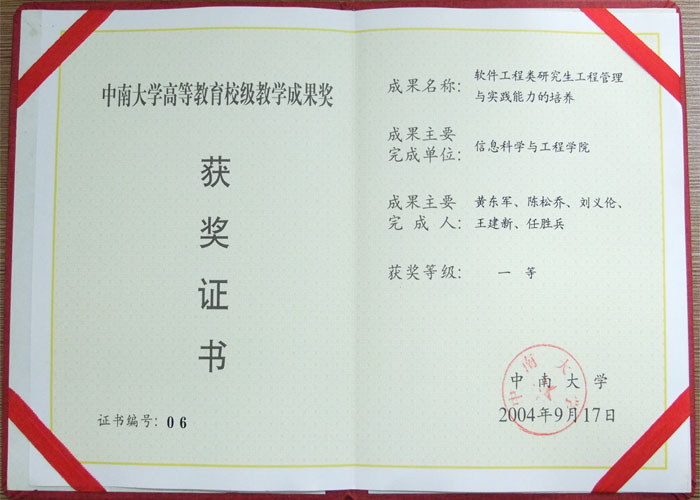 中南大学高等教育校级教学成果奖
获
奖
证
书
证书编号：06
成果名称：软件工程类研究生工程管理
与实践能力的培养
成果主要
完成单位：信息科学与工程学院
成果主要 黄东军、陈松乔、刘义伦、
完成人：王建新、任胜兵
获奖等级：一等
中南大学
中南大学
2004年9月17日